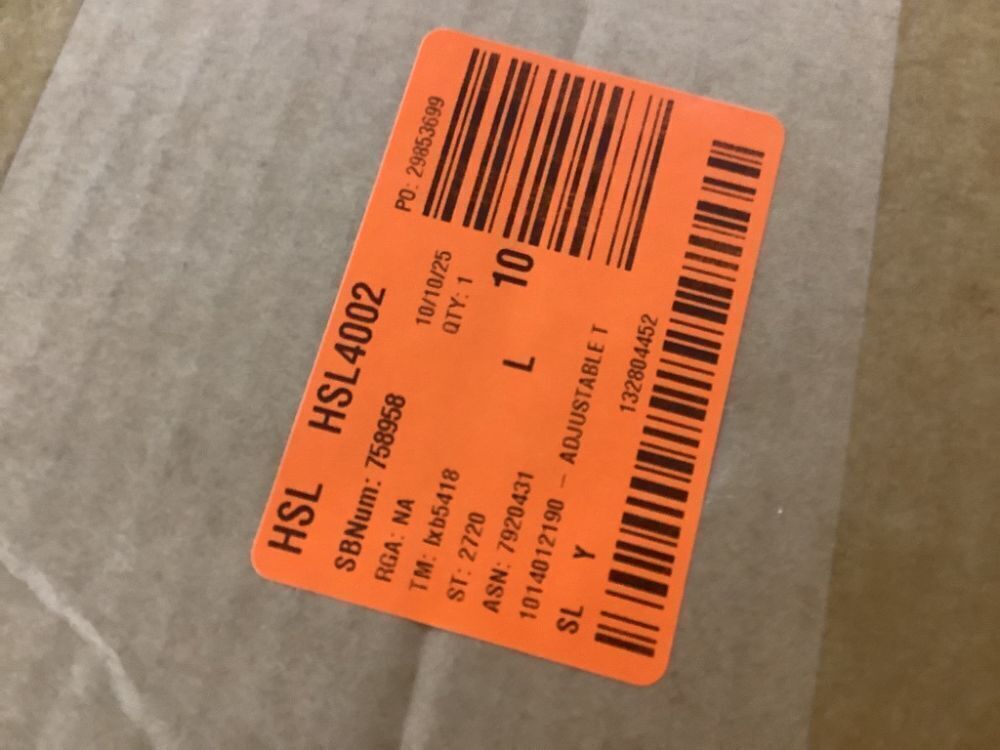 HSL HSL4002
SBNum: 758958
RGA: NA
TM: lxb5418 10/10/25 PO: 29853699
ST: 2720 QTY: 1
ASN: 7920431 L 10
1014012190 - ADJUSTABLE T
SL Y 132804452